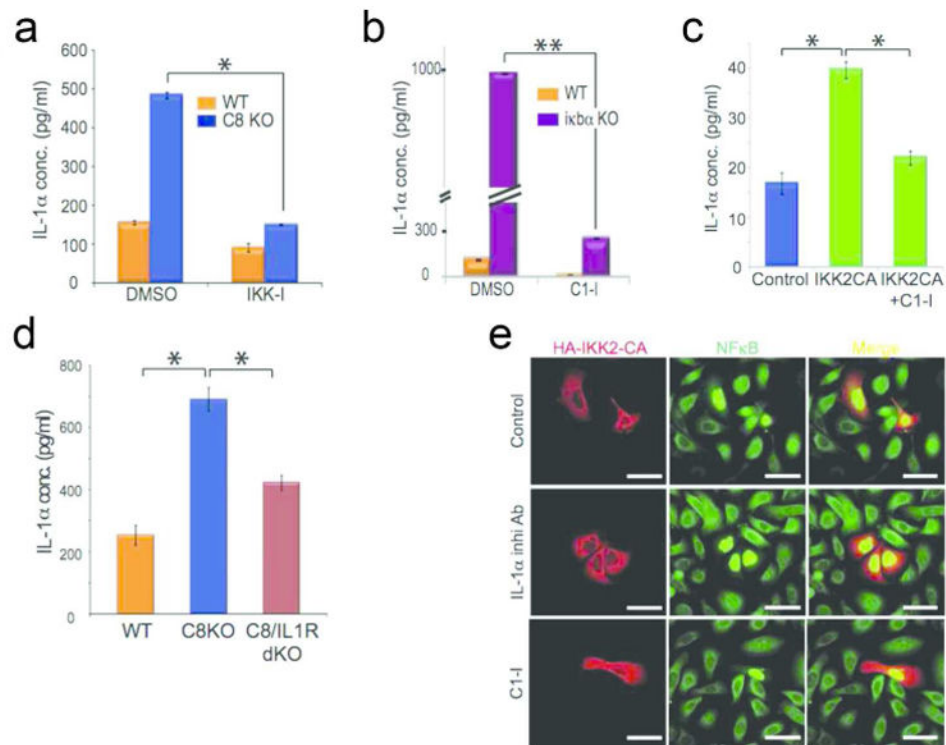 a
IL-1α conc. (pg/ml)
600
500
400
300
200
100
0
*
WT
C8 KO
DMSO
IKK-I
b
IL-1α conc. (pg/ml)
1000
300
0
**
WT
iκbα KO
DMSO
C1-I
c
IL-1α conc. (pg/ml)
40
30
20
10
0
*
*
Control
IKK2CA
IKK2CA
+C1-I
d
IL-1α conc. (pg/ml)
800
600
400
200
0
*
*
WT
C8KO
C8/IL1R
dKO
e
HA-IKK2-CA
NFκB
Merge
Control
IL-1α inhi Ab
C1-I